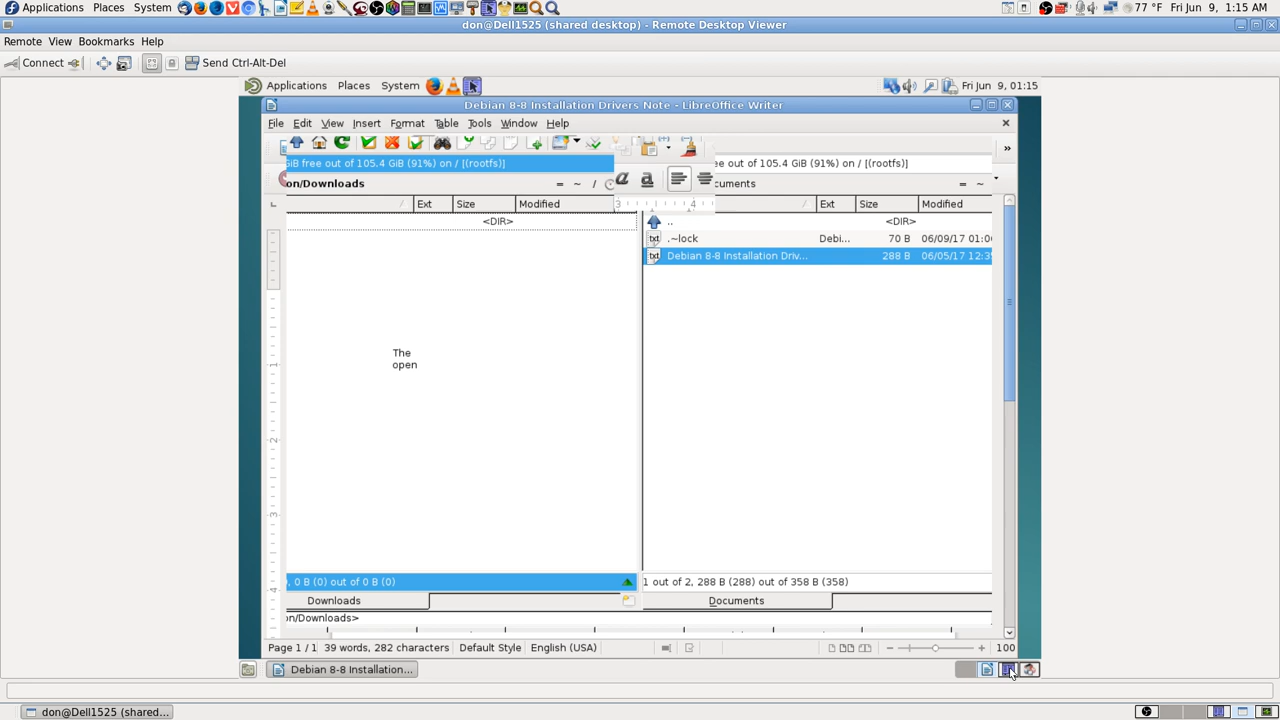 Applications Places System 77 °F Fri Jun 9, 1:15 AM
don@Dell1525 (shared desktop) - Remote Desktop Viewer
Remote View Bookmarks Help
Connect Send Ctrl-Alt-Del
Applications Places System Fri Jun 9, 01:15
Debian 8-8 Installation Drivers Note - LibreOffice Writer
File Edit View Insert Format Table Tools Window Help
GiB free out of 105.4 GiB (91%) on / [(rootfs)] out of 105.4 GiB (91%) on / [(rootfs)]
on/Downloads = ~ / cuments = ~
Ext Size Modified 3 4 Ext Size Modified
<DIR> .. <DIR>
.~lock Debi... 70 B 06/09/17 01:0
Debian 8-8 Installation Driv... 288 B 06/05/17 12:3
The
open
1
2
3
4
, 0 B (0) out of 0 B (0) 1 out of 2, 288 B (288) out of 358 B (358)
Downloads Documents
on/Downloads>
Page 1 / 1 39 words, 282 characters Default Style English (USA) 100
Debian 8-8 Installation...
don@Dell1525 (shared...